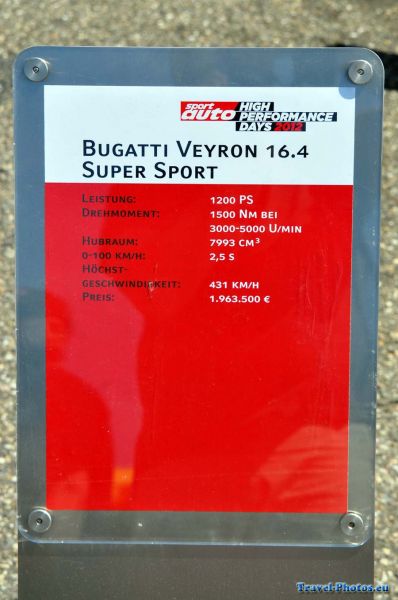 sport auto HIGH PERFORMANCE DAYS 2012
BUGATTI VEYRON 16.4
SUPER SPORT
LEISTUNG: 1200 PS
DREHMOMENT: 1500 NM BEI
3000-5000 U/MIN
HUBRAUM: 7993 CM³
0-100 KM/H: 2,5 S
HÖCHST-
GESCHWINDIGKEIT: 431 KM/H
PREIS: 1.963.500 €
Travel-Photos.eu